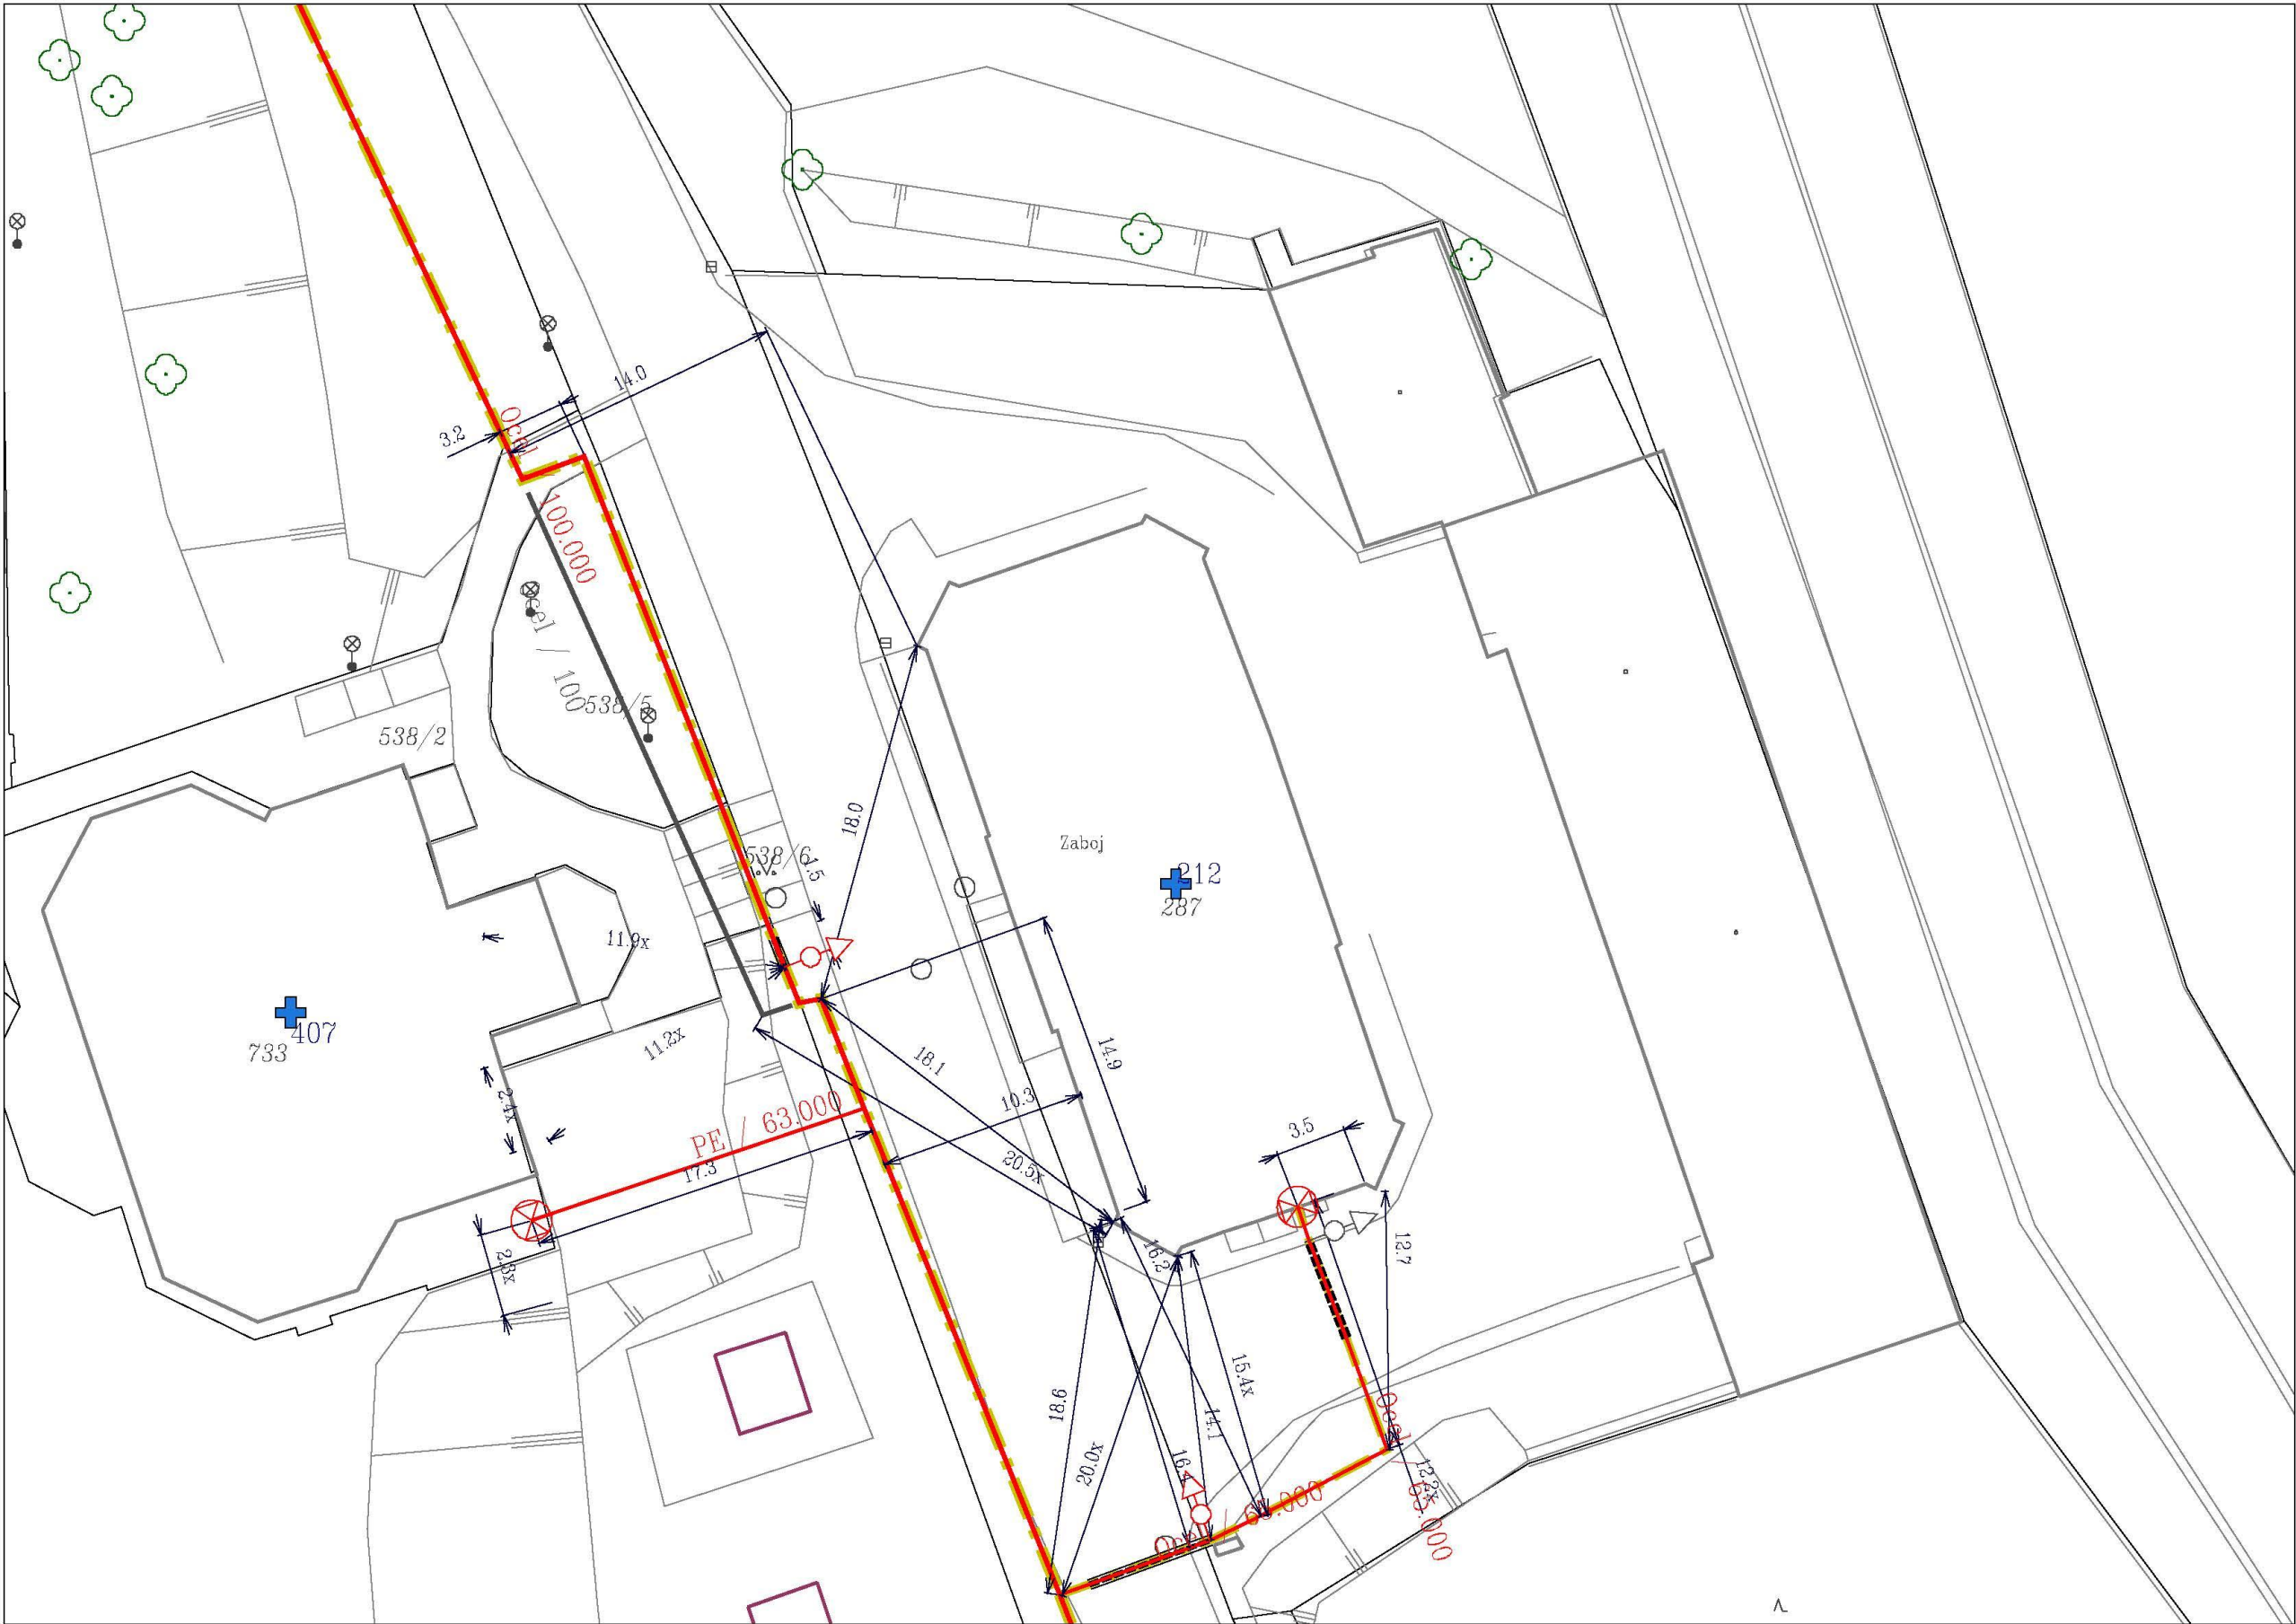 14.0
3.2
Ocel /
100.000
ocel / 100
538/5
538/2
18.0
Zaboj
538/6
1.5
212
287
11.9x
407
733
11.2x
18.1
14.9
2.4x
10.3
PE / 63.000
3.5
20.5x
17.3
16.2
12.7
2.3x
15.4x
18.6
14.1
20.0x
16.4
12.2x
Ocel / 63.000